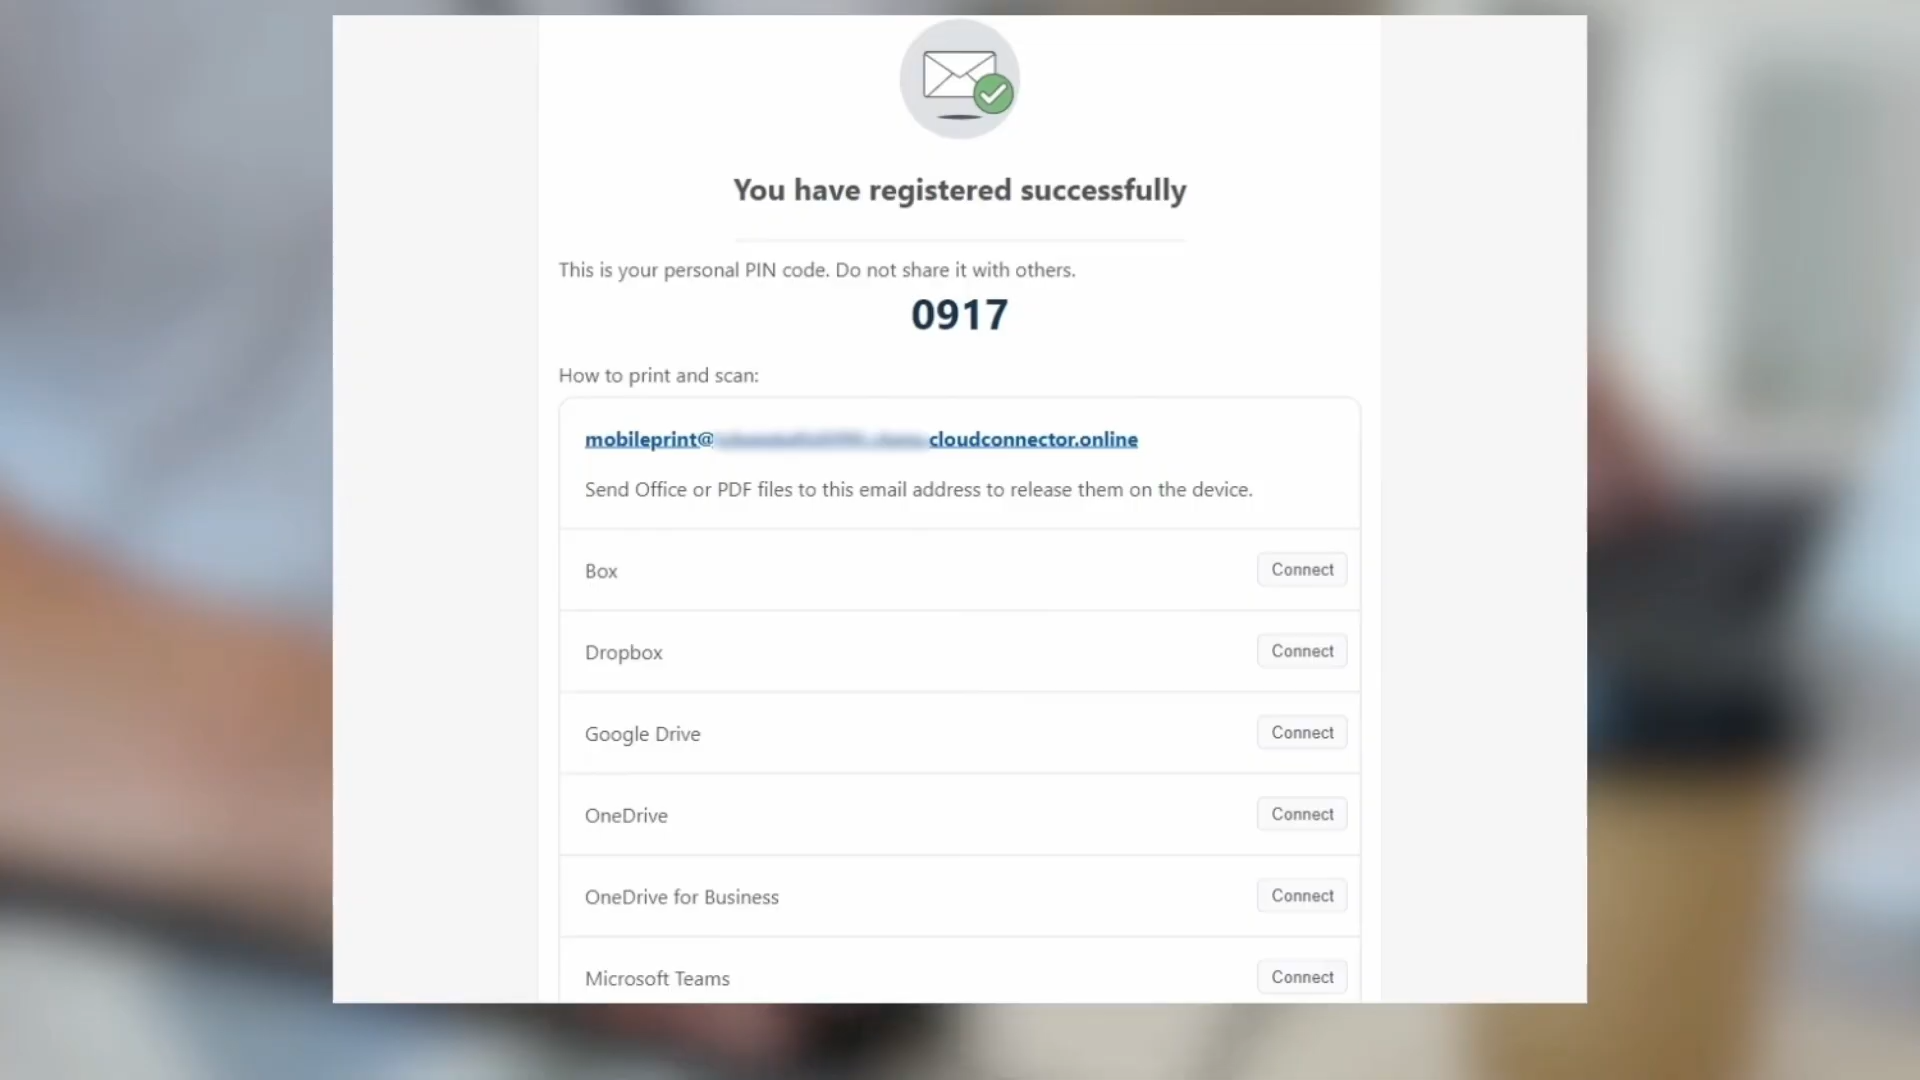 You have registered successfully
This is your personal PIN code. Do not share it with others.
0917
How to print and scan:
mobileprint@ cloudconnector.online
Send Office or PDF files to this email address to release them on the device.
Box Connect
Dropbox Connect
Google Drive Connect
OneDrive Connect
OneDrive for Business Connect
Microsoft Teams Connect